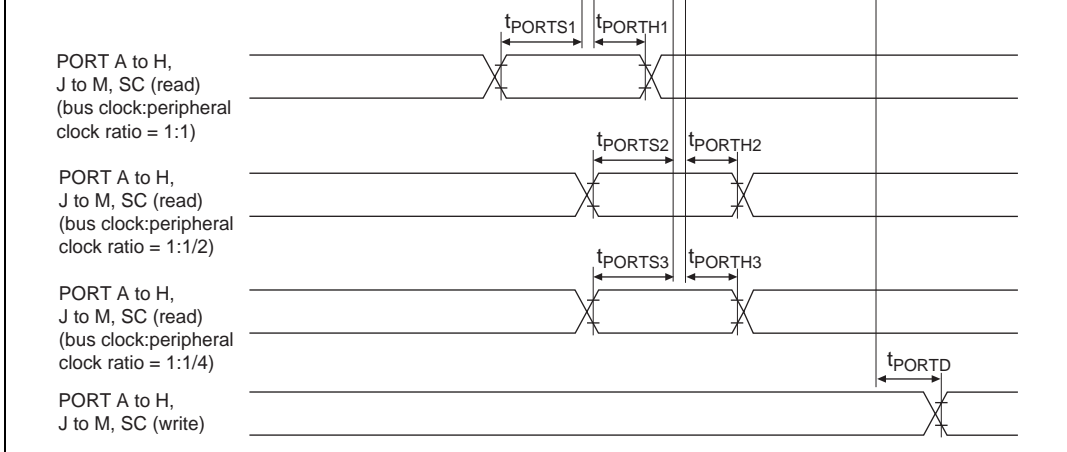 tPORTS1 tPORTH1
PORT A to H,
J to M, SC (read)
(bus clock:peripheral
clock ratio = 1:1)
tPORTS2 tPORTH2
PORT A to H,
J to M, SC (read)
(bus clock:peripheral
clock ratio = 1:1/2)
tPORTS3 tPORTH3
PORT A to H,
J to M, SC (read)
(bus clock:peripheral
clock ratio = 1:1/4)
tPORTD
PORT A to H,
J to M, SC (write)